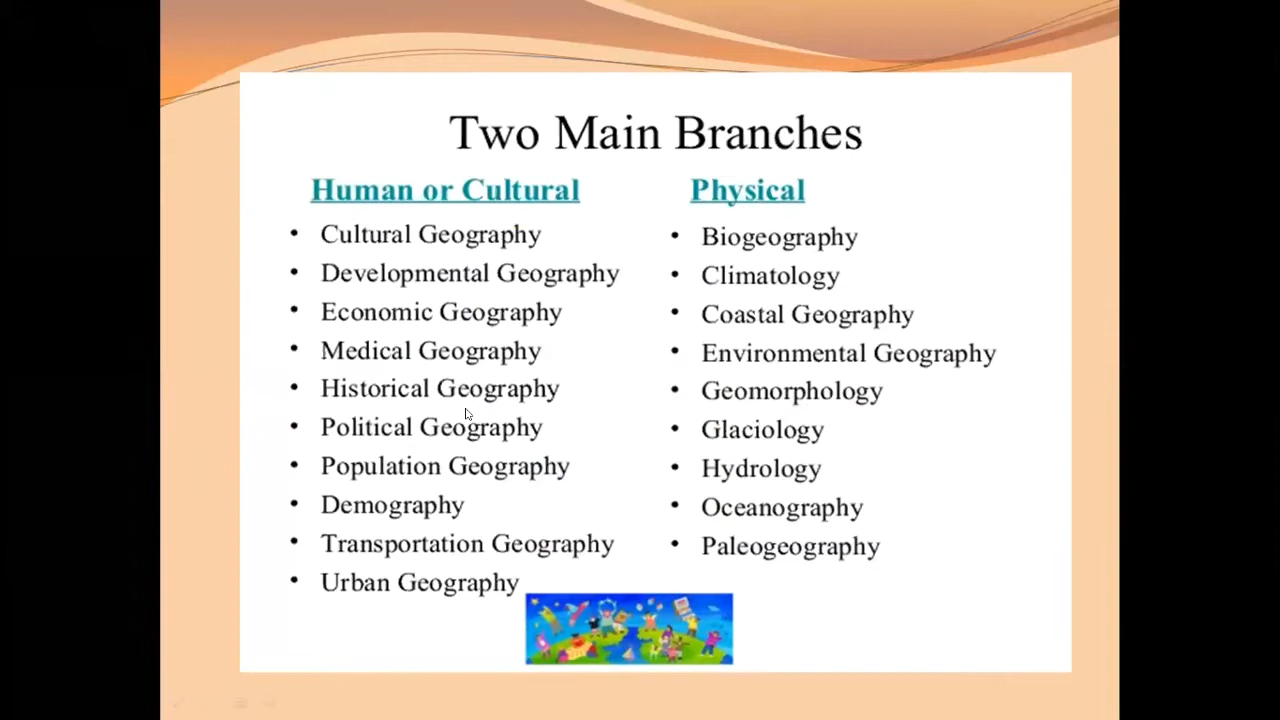 Two Main Branches
Human or Cultural
• Cultural Geography
• Developmental Geography
• Economic Geography
• Medical Geography
• Historical Geography
• Political Geography
• Population Geography
• Demography
• Transportation Geography
• Urban Geography
Physical
• Biogeography
• Climatology
• Coastal Geography
• Environmental Geography
• Geomorphology
• Glaciology
• Hydrology
• Oceanography
• Paleogeography